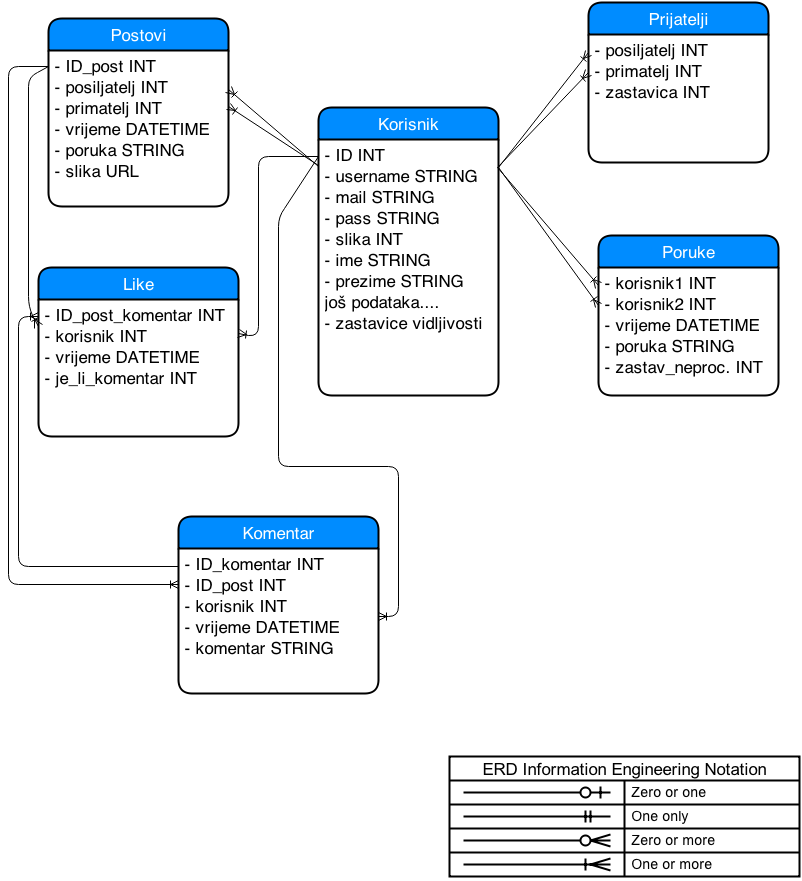 Postovi
- ID_post INT
- posiljatelj INT
- primatelj INT
- vrijeme DATETIME
- poruka STRING
- slika URL
Prijatelji
- posiljatelj INT
- primatelj INT
- zastavica INT
Korisnik
- ID INT
- username STRING
- mail STRING
- pass STRING
- slika INT
- ime STRING
- prezime STRING
još podataka....
- zastavice vidljivosti
Like
- ID_post_komentar INT
- korisnik INT
- vrijeme DATETIME
- je_li_komentar INT
Poruke
- korisnik1 INT
- korisnik2 INT
- vrijeme DATETIME
- poruka STRING
- zastav_neproc. INT
Komentar
- ID_komentar INT
- ID_post INT
- korisnik INT
- vrijeme DATETIME
- komentar STRING
ERD Information Engineering Notation
Zero or one
One only
Zero or more
One or more